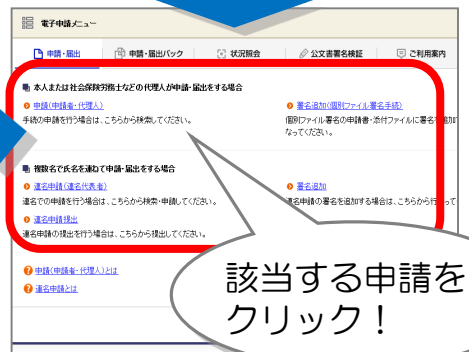 電子申請メニュー
申請・届出
申請・届出パック
状況照会
公文書署名検証
ご利用案内
本人または社会保険労務士などの代理人が申請・届出をする場合
申請(申請者・代理人)
手続の申請を行う場合は、こちらから検索してください。
署名追加(個別ファイル署名手続)
個別ファイル署名の申請書・添付ファイルに署名を追加
なってください。
複数名で氏名を連ねて申請・届出をする場合
連名申請(連名代表者)
連名での申請を行う場合は、こちらから検索・申請してください。
署名追加
連名申請の署名を追加する場合は、こちらから行って
連名申請提出
連名申請の提出を行う場合は、こちらから提出してください。
申請(申請者・代理人)とは
連名申請とは
該当する申請を
クリック！